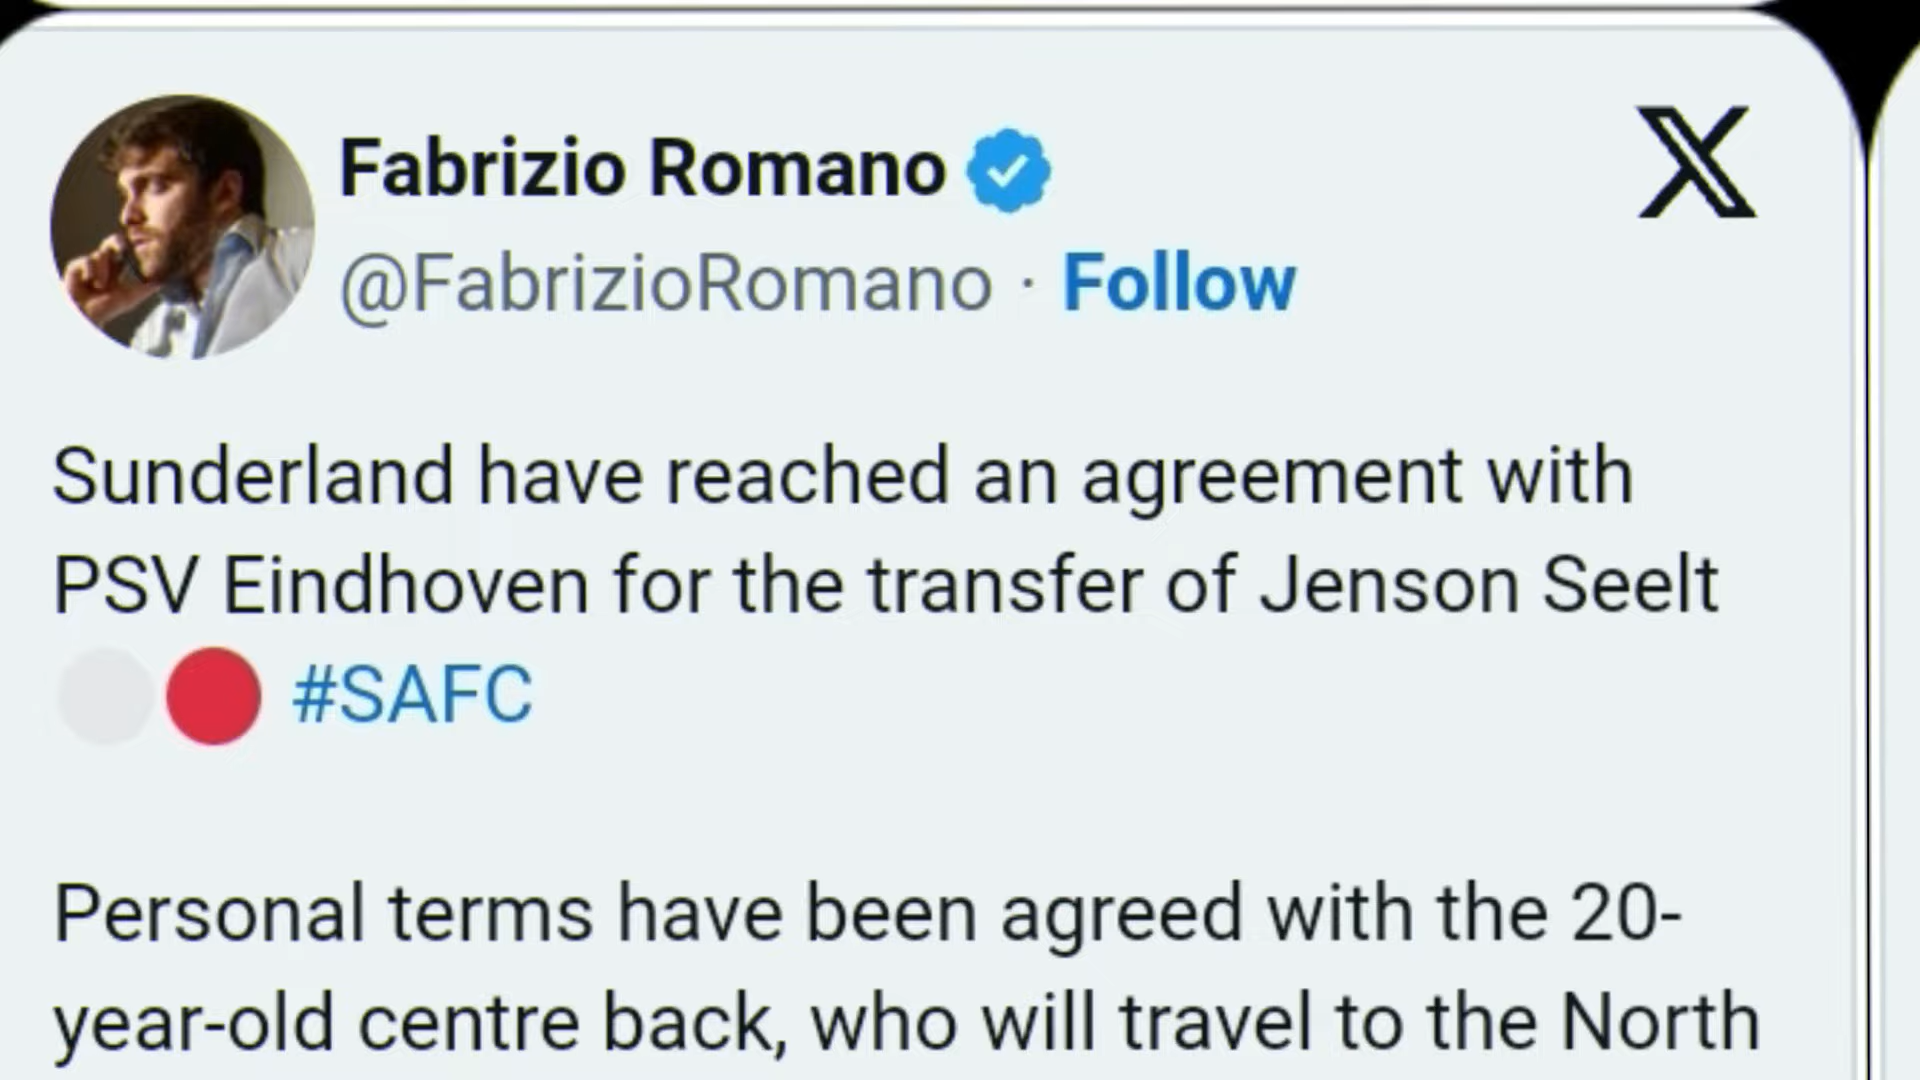 Fabrizio Romano
@FabrizioRomano · Follow
Sunderland have reached an agreement with
PSV Eindhoven for the transfer of Jenson Seelt
⚪🔴 #SAFC
Personal terms have been agreed with the 20-
year-old centre back, who will travel to the North